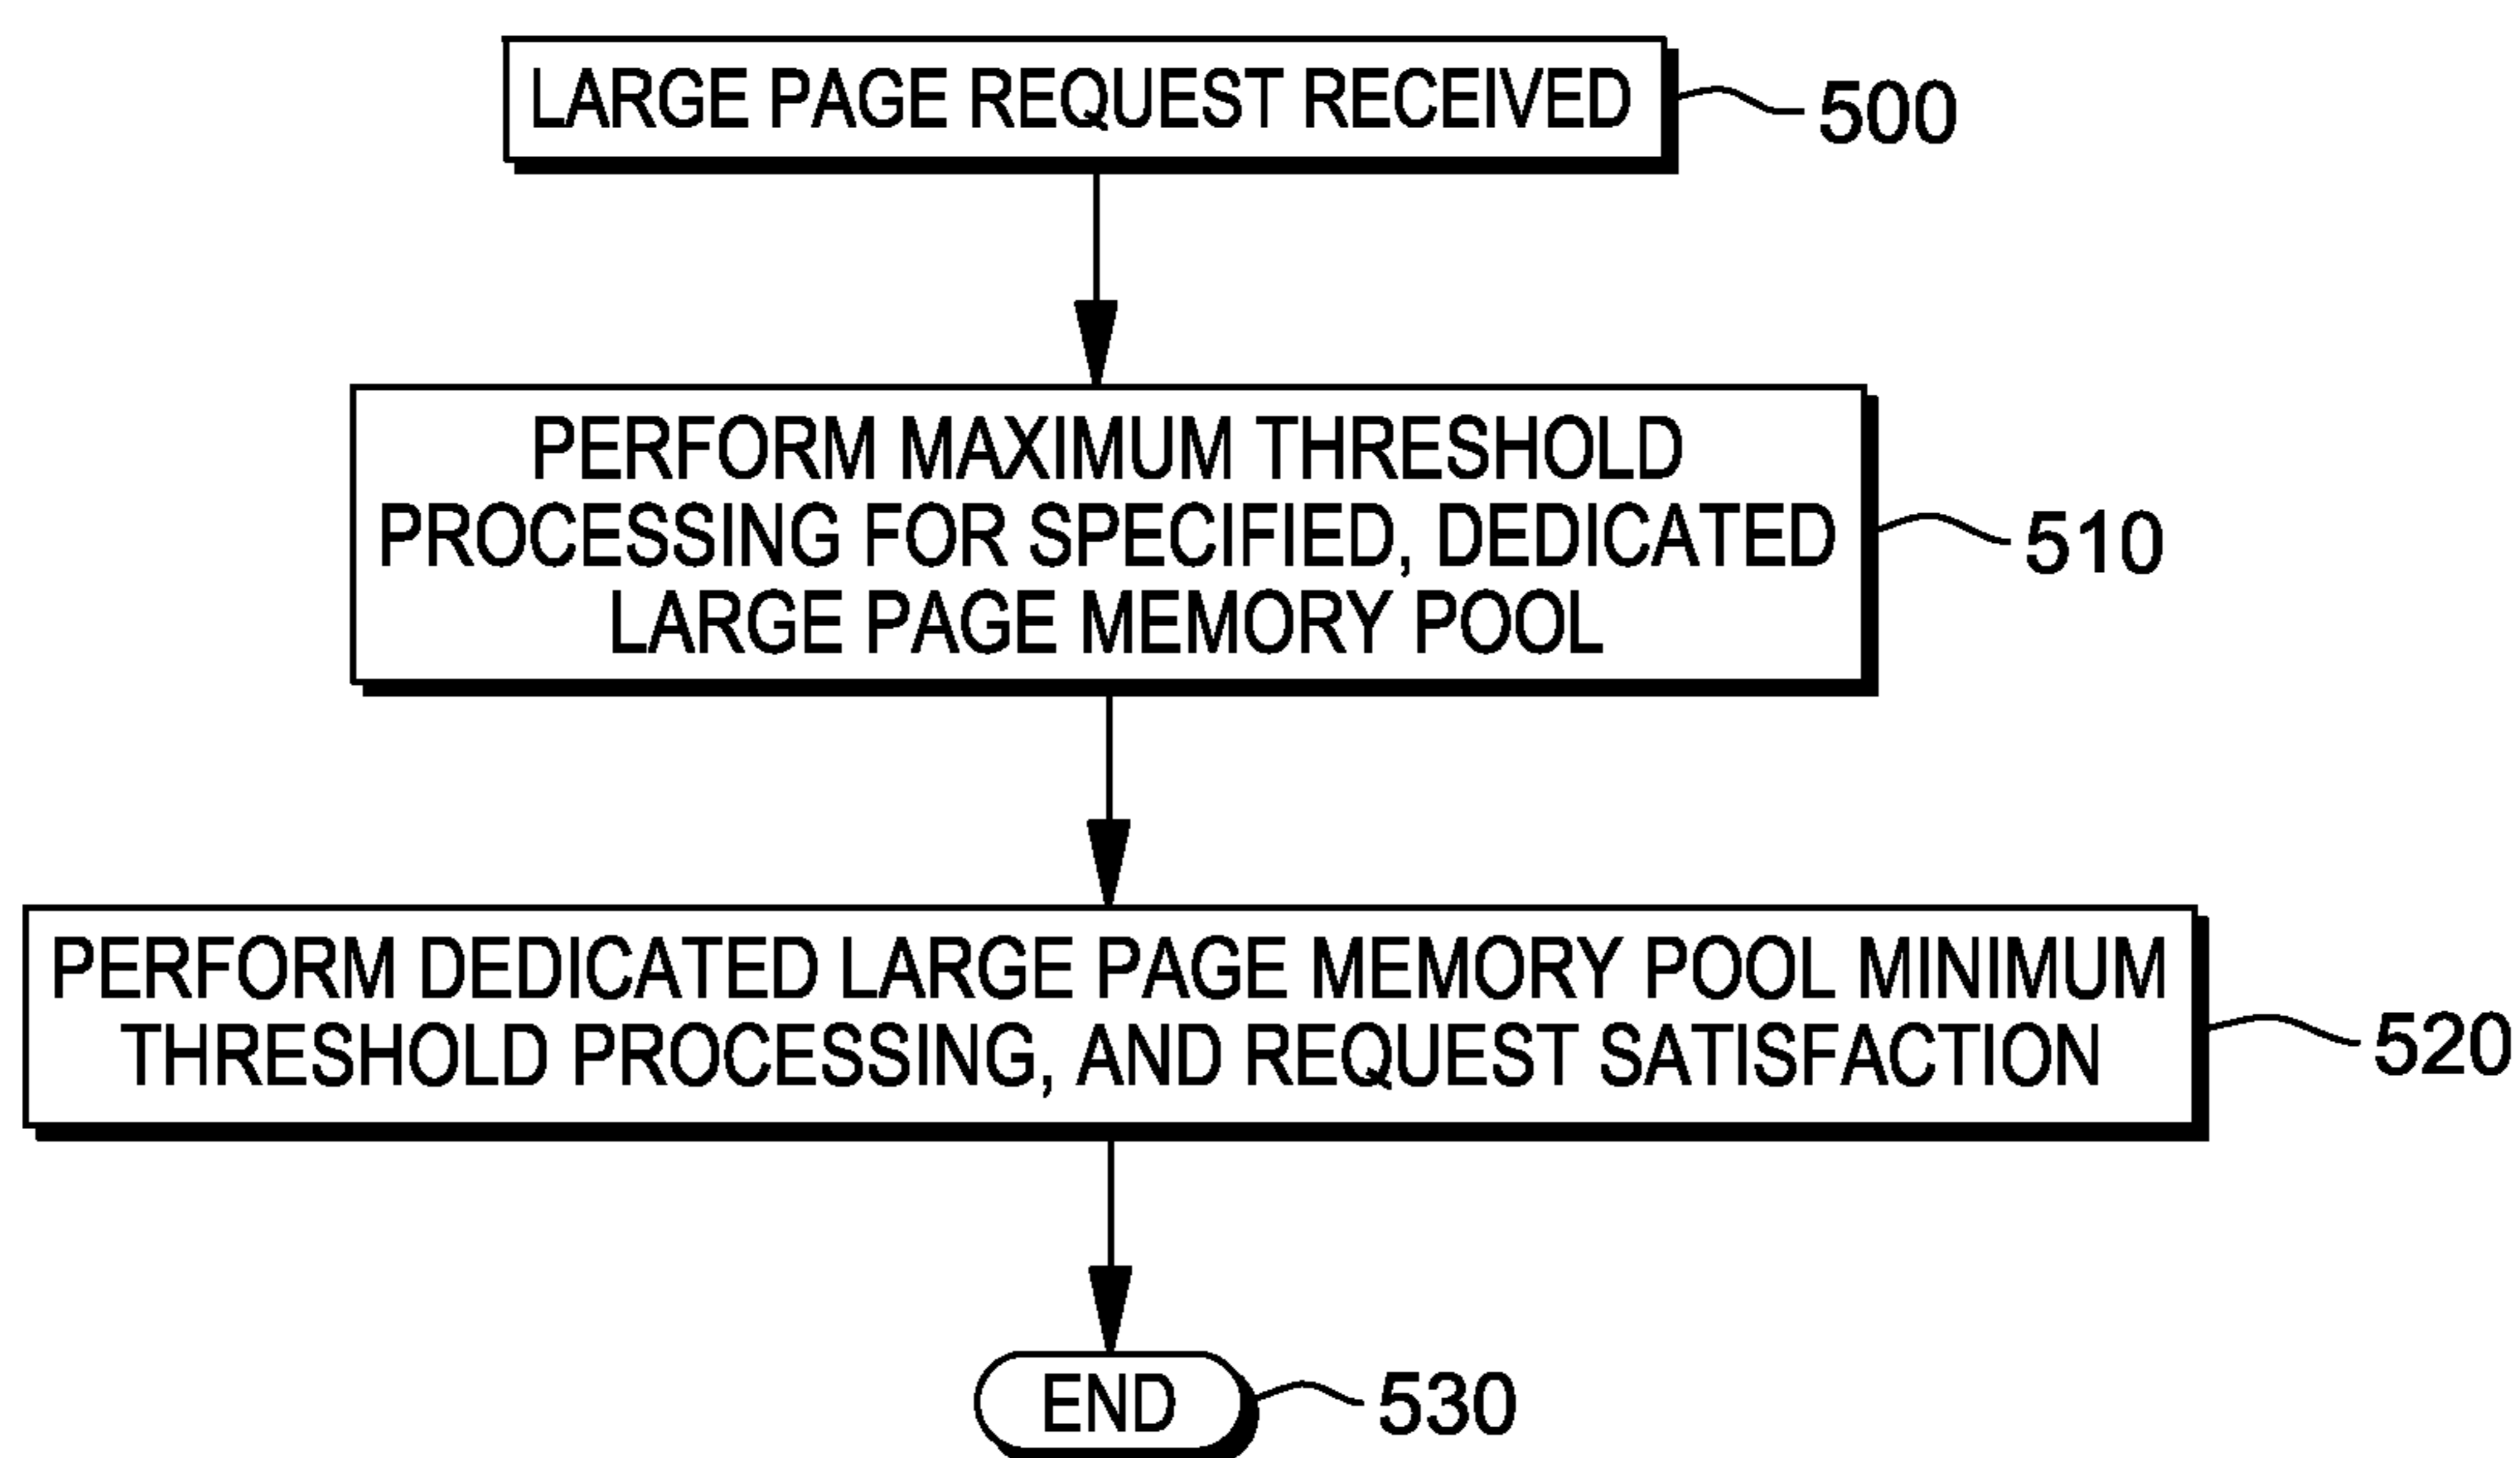 LARGE PAGE REQUEST RECEIVED
500
PERFORM MAXIMUM THRESHOLD
PROCESSING FOR SPECIFIED, DEDICATED
LARGE PAGE MEMORY POOL
510
PERFORM DEDICATED LARGE PAGE MEMORY POOL MINIMUM
THRESHOLD PROCESSING, AND REQUEST SATISFACTION
520
END
530